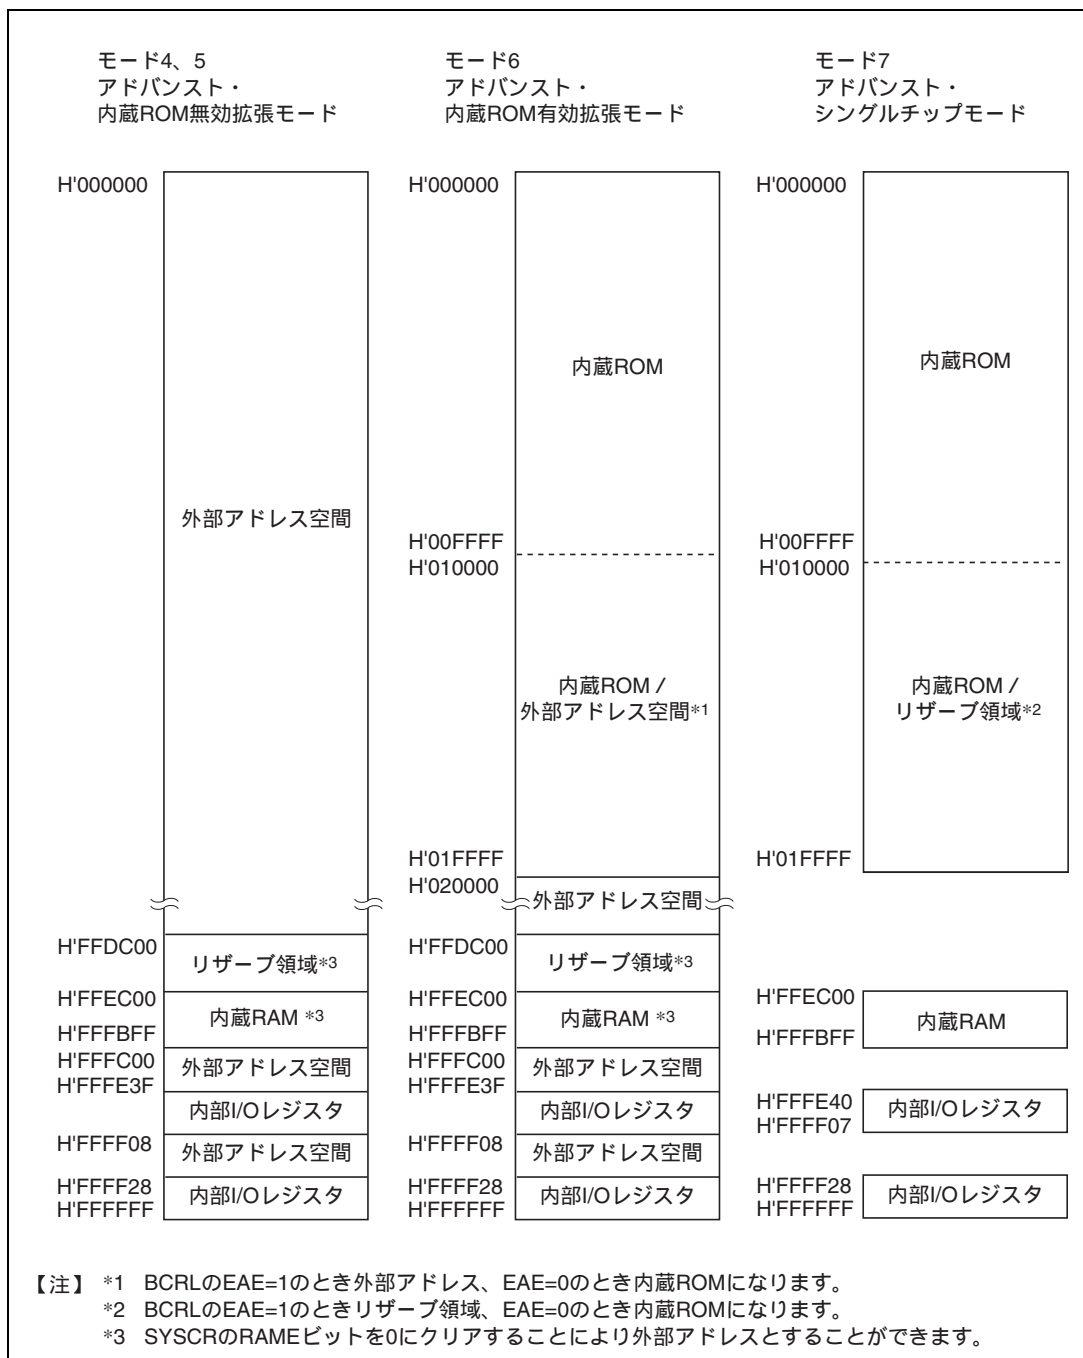 モード4、5
アドバンスト・
内蔵ROM無効拡張モード
H'000000
外部アドレス空間
H'FFDC00
リザーブ領域*3
H'FFEC00
内蔵RAM *3
H'FFFBFF
H'FFFC00
外部アドレス空間
H'FFFE3F
内部I/Oレジスタ
H'FFFF08
外部アドレス空間
H'FFFF28
内部I/Oレジスタ
H'FFFFFF
モード6
アドバンスト・
内蔵ROM有効拡張モード
H'000000
内蔵ROM
H'00FFFF
H'010000
内蔵ROM /
外部アドレス空間*1
H'01FFFF
H'020000
外部アドレス空間
H'FFDC00
リザーブ領域*3
H'FFEC00
内蔵RAM *3
H'FFFBFF
H'FFFC00
外部アドレス空間
H'FFFE3F
内部I/Oレジスタ
H'FFFF08
外部アドレス空間
H'FFFF28
内部I/Oレジスタ
H'FFFFFF
モード7
アドバンスト・
シングルチップモード
H'000000
内蔵ROM
H'00FFFF
H'010000
内蔵ROM /
リザーブ領域*2
H'01FFFF
H'FFEC00
内蔵RAM
H'FFFBFF
H'FFFE40
内部I/Oレジスタ
H'FFFF07
H'FFFF28
内部I/Oレジスタ
H'FFFFFF
【注】 *1 BCRLのEAE=1のとき外部アドレス、EAE=0のとき内蔵ROMになります。
*2 BCRLのEAE=1のときリザーブ領域、EAE=0のとき内蔵ROMになります。
*3 SYSCRのRAMEビットを0にクリアすることにより外部アドレスとすることができます。